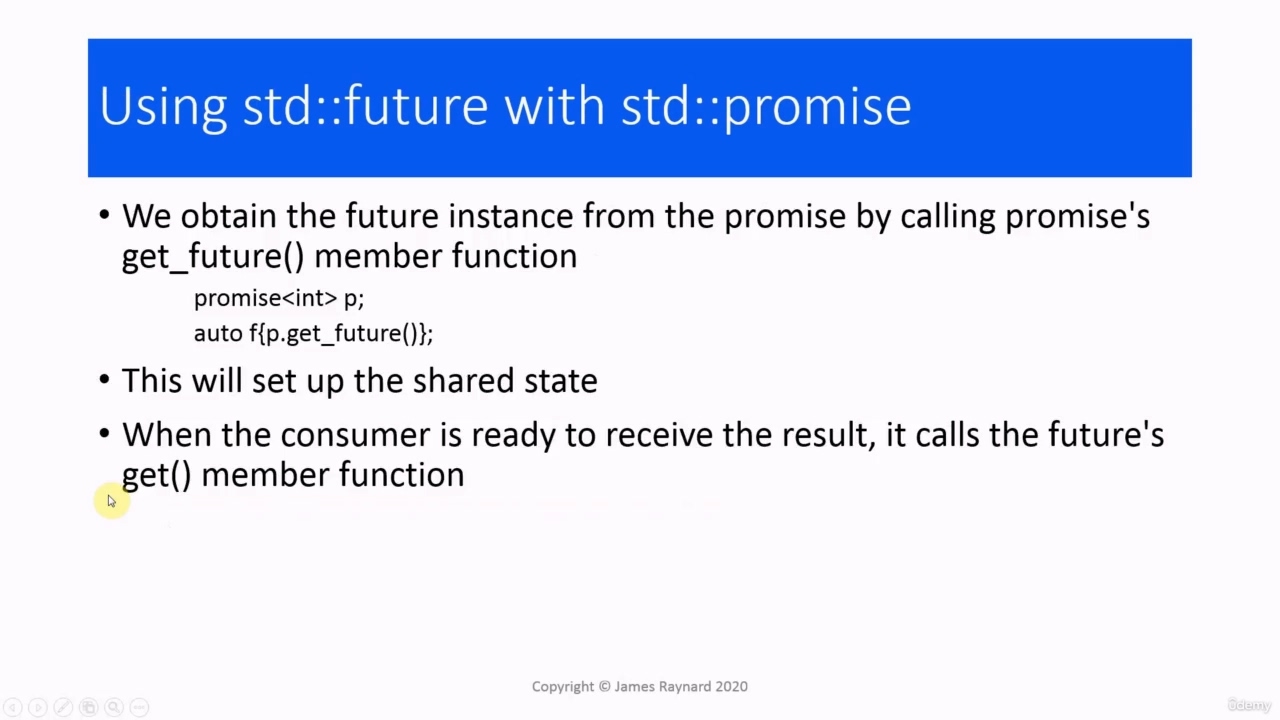 Using std::future with std::promise
• We obtain the future instance from the promise by calling promise's
get_future() member function
promise<int> p;
auto f{p.get_future()};
• This will set up the shared state
• When the consumer is ready to receive the result, it calls the future's
get() member function
Copyright © James Raynard 2020
ûdemy